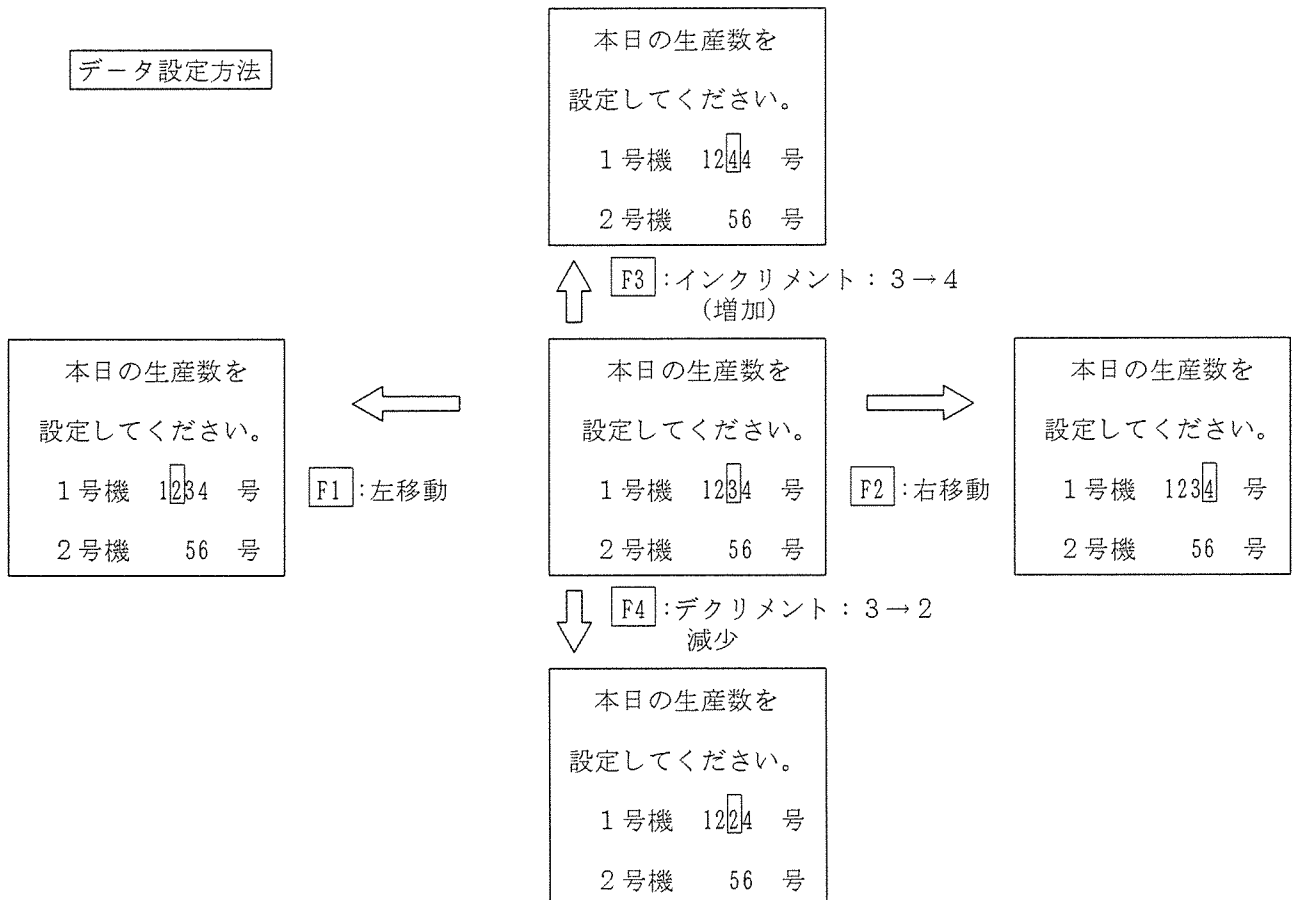 データ設定方法
本日の生産数を
設定してください。
1号機 1244 号
2号機 56 号
F3:インクリメント:3→4
(増加)
本日の生産数を
設定してください。
1号機 1234 号
2号機 56 号
F1:左移動
本日の生産数を
設定してください。
1号機 1234 号
2号機 56 号
F2:右移動
本日の生産数を
設定してください。
1号機 1234 号
2号機 56 号
F4:デクリメント:3→2
減少
本日の生産数を
設定してください。
1号機 1224 号
2号機 56 号